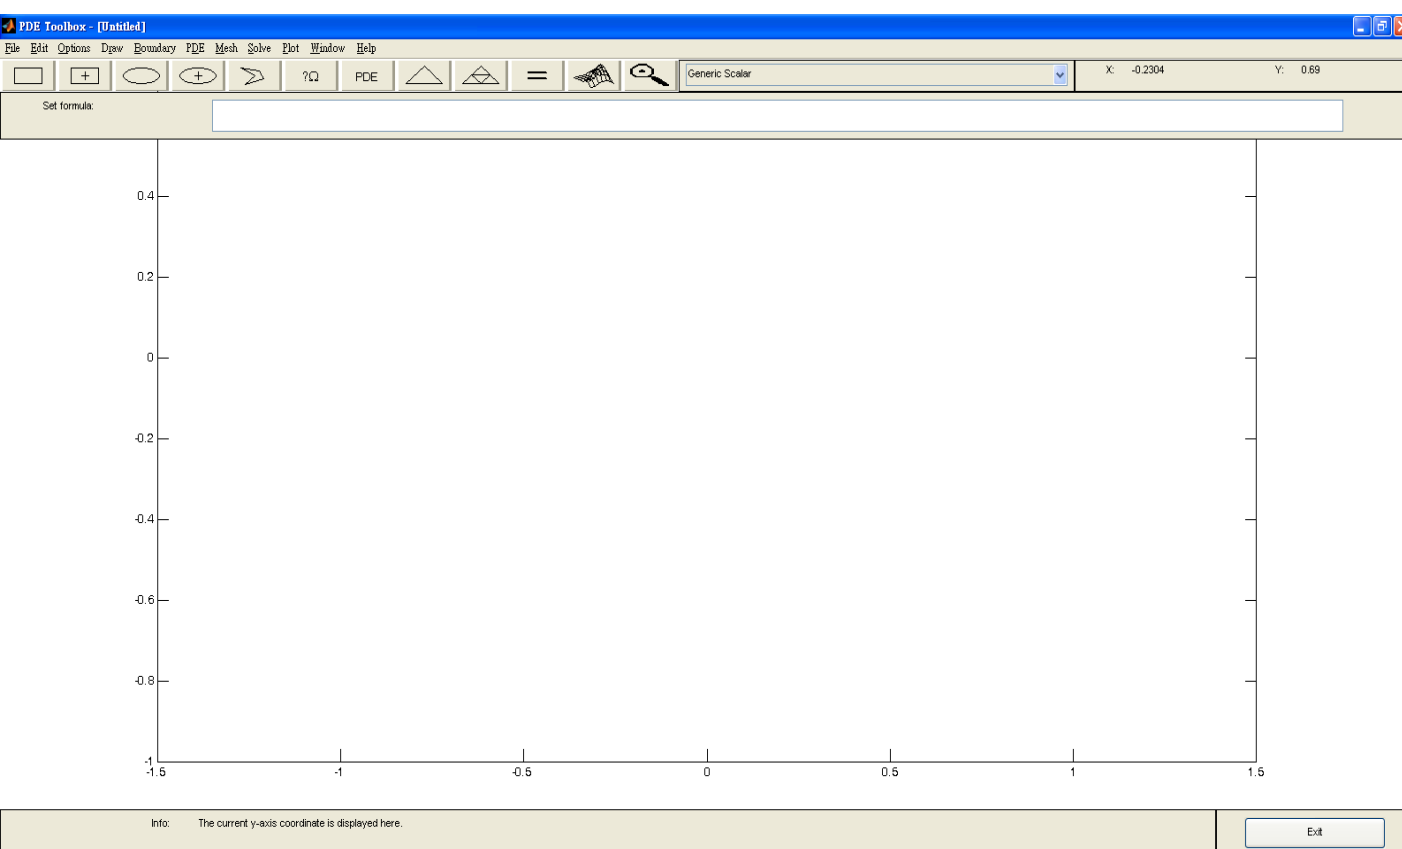 PDE Toolbox - [Untitled]
File Edit Options Draw Boundary PDE Mesh Solve Plot Window Help
?Ω PDE Generic Scalar X: -0.2304 Y: 0.69
Set formula:
0.4
0.2
0
-0.2
-0.4
-0.6
-0.8
-1
-1.5 -1 -0.5 0 0.5 1 1.5
Info: The current y-axis coordinate is displayed here. Exit